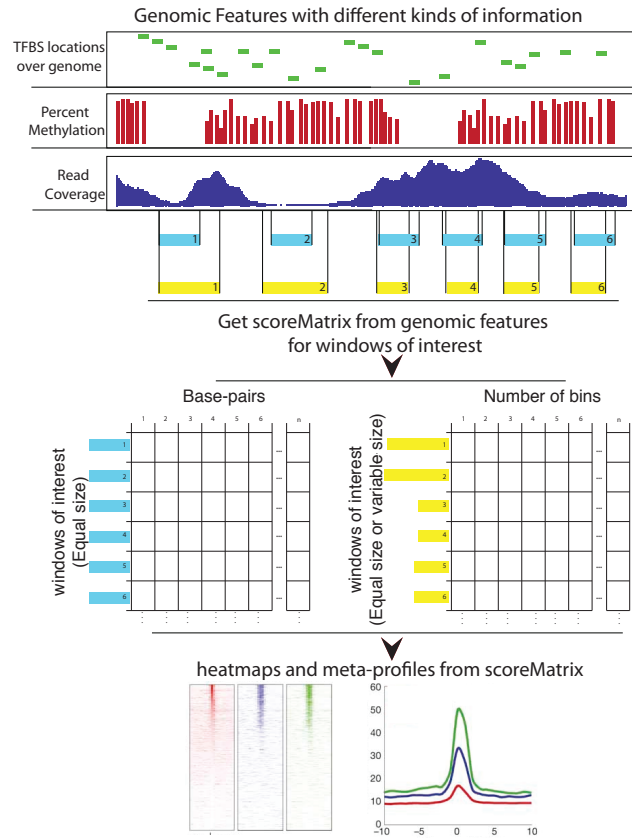 Genomic Features with different kinds of information
TFBS locations
over genome
Percent
Methylation
Read
Coverage
1 2 3 4 5 6
1 2 3 4 5 6
Get scoreMatrix from genomic features
for windows of interest
Base-pairs
1 2 3 4 5 6 n
windows of interest
(Equal size)
1 ...
2 ...
3 ...
4 ...
5 ...
6 ...
Number of bins
1 2 3 4 5 6 n
windows of interest
(Equal size or variable size)
1 ...
2 ...
3 ...
4 ...
5 ...
6 ...
heatmaps and meta-profiles from scoreMatrix
60
50
40
30
20
10
0
−10 −5 0 5 10